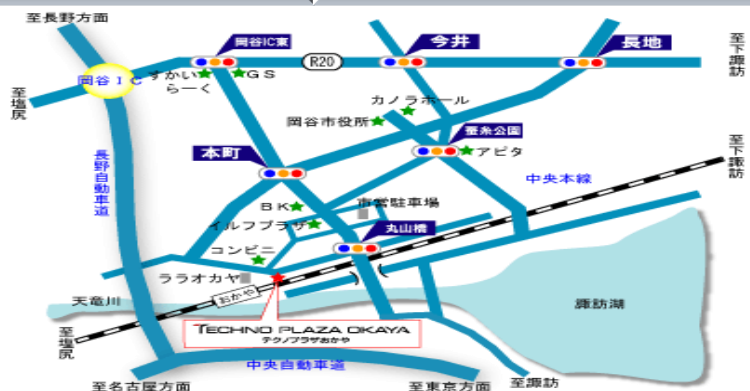 至長野方面
岡谷IC東
今井
長地
至下諏訪
R20
岡谷IC
すかいらーく
GS
至塩尻
カノラホール
岡谷市役所
蚕糸公園
アピタ
至下諏訪
本町
中央本線
長野自動車道
BK
市営駐車場
イルフプラザ
丸山橋
コンビニ
ララオカヤ
おかや
天竜川
諏訪湖
TECHNO PLAZA OKAYA
テクノプラザおかや
至塩尻
中央自動車道
至名古屋方面
至東京方面
至諏訪